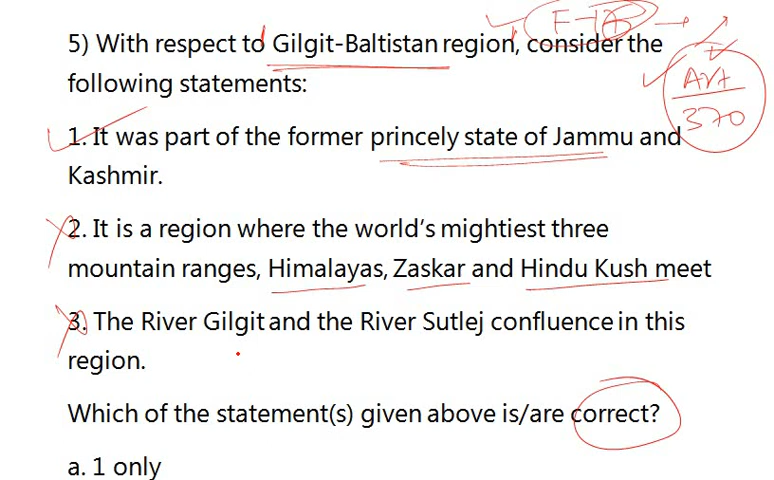 5) With respect to Gilgit-Baltistan region, consider the
following statements:
1. It was part of the former princely state of Jammu and
Kashmir.
2. It is a region where the world's mightiest three
mountain ranges, Himalayas, Zaskar and Hindu Kush meet
3. The River Gilgit and the River Sutlej confluence in this
region.
Which of the statement(s) given above is/are correct?
a. 1 only
370